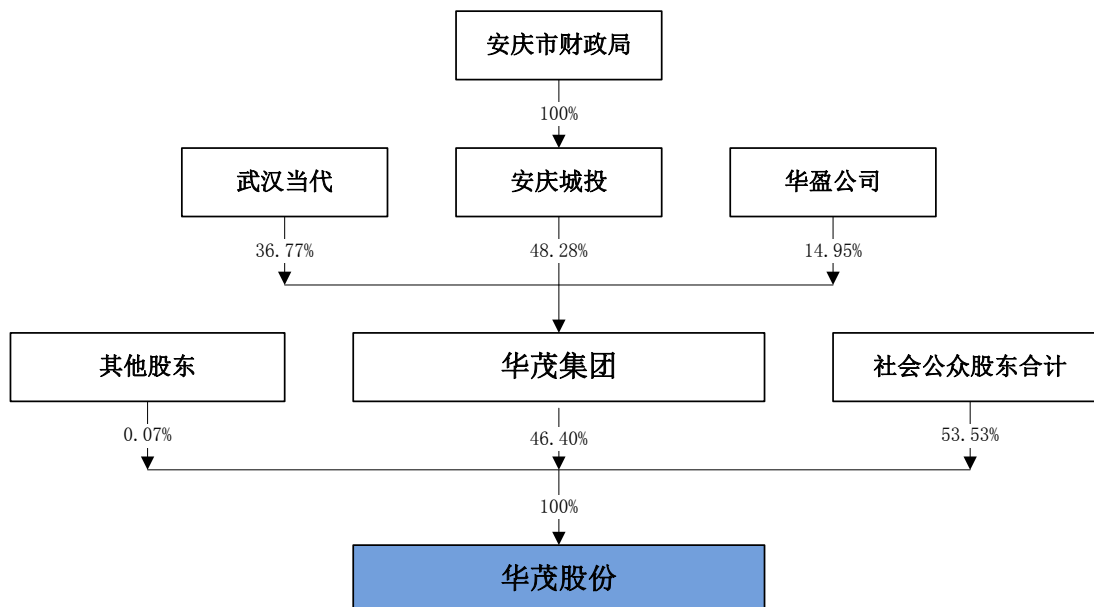 安庆市财政局
100%
武汉当代
安庆城投
华盈公司
36.77%
48.28%
14.95%
其他股东
华茂集团
社会公众股东合计
0.07%
46.40%
53.53%
100%
华茂股份